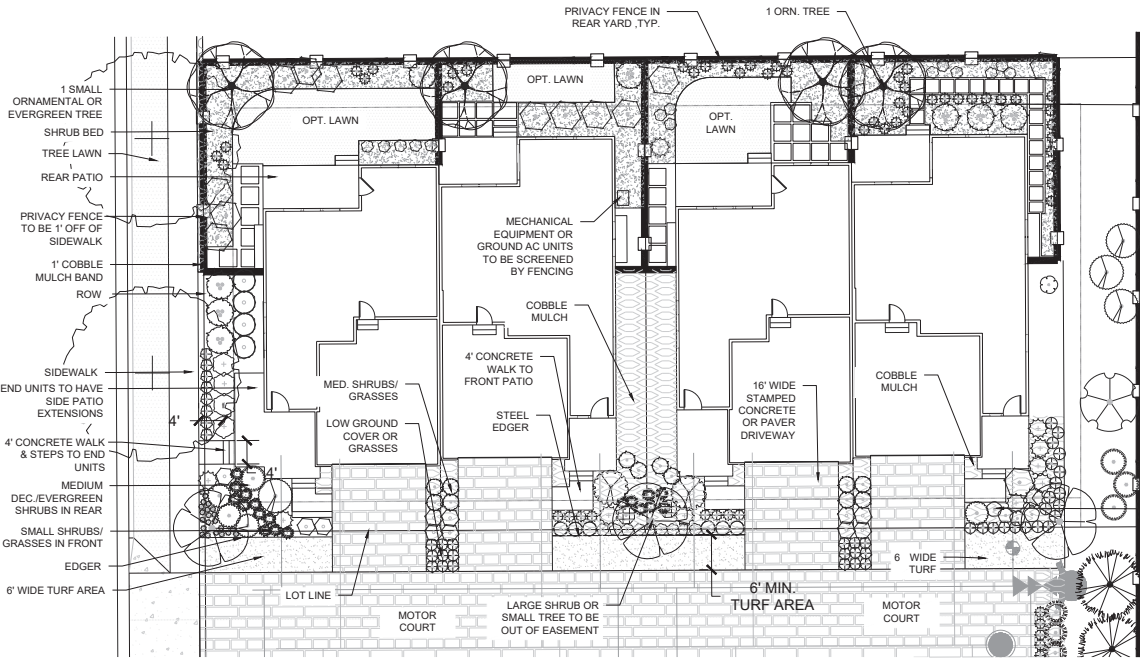 PRIVACY FENCE IN
REAR YARD ,TYP.
1 ORN. TREE
1 SMALL
ORNAMENTAL OR
EVERGREEN TREE
SHRUB BED
TREE LAWN
REAR PATIO
PRIVACY FENCE
TO BE 1' OFF OF
SIDEWALK
1' COBBLE
MULCH BAND
ROW
SIDEWALK
END UNITS TO HAVE
SIDE PATIO
EXTENSIONS
4'
4' CONCRETE WALK
& STEPS TO END
UNITS
4'
MEDIUM
DEC./EVERGREEN
SHRUBS IN REAR
SMALL SHRUBS/
GRASSES IN FRONT
EDGER
6' WIDE TURF AREA
OPT. LAWN
OPT. LAWN
OPT.
LAWN
MECHANICAL
EQUIPMENT OR
GROUND AC UNITS
TO BE SCREENED
BY FENCING
COBBLE
MULCH
4' CONCRETE
WALK TO
FRONT PATIO
MED. SHRUBS/
GRASSES
LOW GROUND
COVER OR
GRASSES
STEEL
EDGER
16' WIDE
STAMPED
CONCRETE
OR PAVER
DRIVEWAY
COBBLE
MULCH
6 WIDE
TURF
LOT LINE
MOTOR
COURT
LARGE SHRUB OR
SMALL TREE TO BE
OUT OF EASEMENT
6' MIN.
TURF AREA
MOTOR
COURT